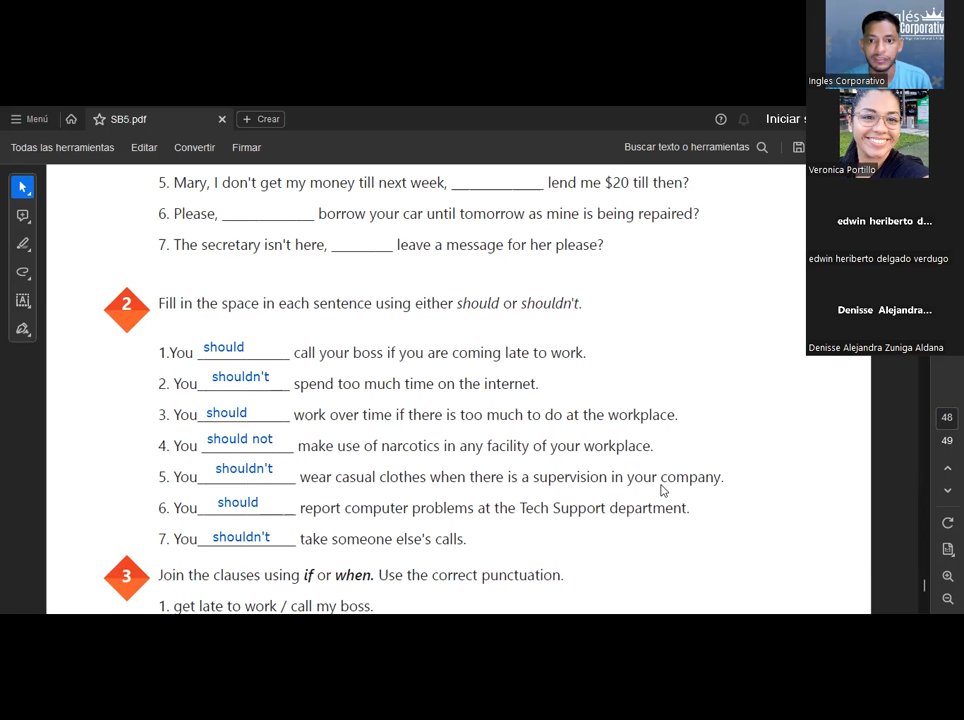 Menú
SB5.pdf
Crear
Iniciar s
Todas las herramientas
Editar
Convertir
Firmar
Buscar texto o herramientas
5. Mary, I don't get my money till next week, _____________ lend me $20 till then?
6. Please, _____________ borrow your car until tomorrow as mine is being repaired?
7. The secretary isn't here, _________ leave a message for her please?
2 Fill in the space in each sentence using either should or shouldn't.
1.You should call your boss if you are coming late to work.
2. You shouldn't spend too much time on the internet.
3. You should work over time if there is too much to do at the workplace.
4. You should not make use of narcotics in any facility of your workplace.
5. You shouldn't wear casual clothes when there is a supervision in your company.
6. You should report computer problems at the Tech Support department.
7. You shouldn't take someone else's calls.
3 Join the clauses using if or when. Use the correct punctuation.
1. get late to work / call my boss.
48
49
glés
Corporativ
Ingles Corporativo
Veronica Portillo
edwin heriberto d...
edwin heriberto delgado verdugo
Denisse Alejandra...
Denisse Alejandra Zuniga Aldana